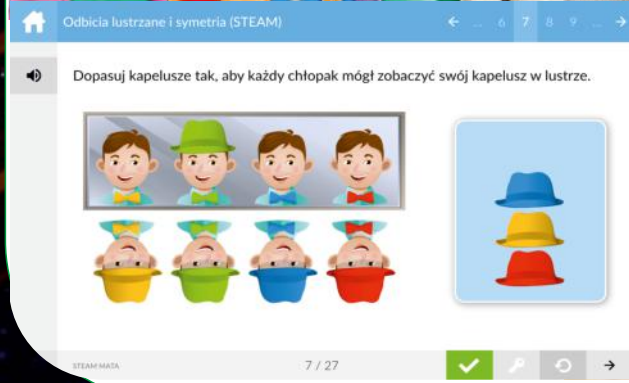 Odbicia lustrzane i symetria (STEAM)
← ... 6 7 8 9 ... →
Dopasuj kapelusze tak, aby każdy chłopak mógł zobaczyć swój kapelusz w lustrze.
STEAM MATA
7 / 27